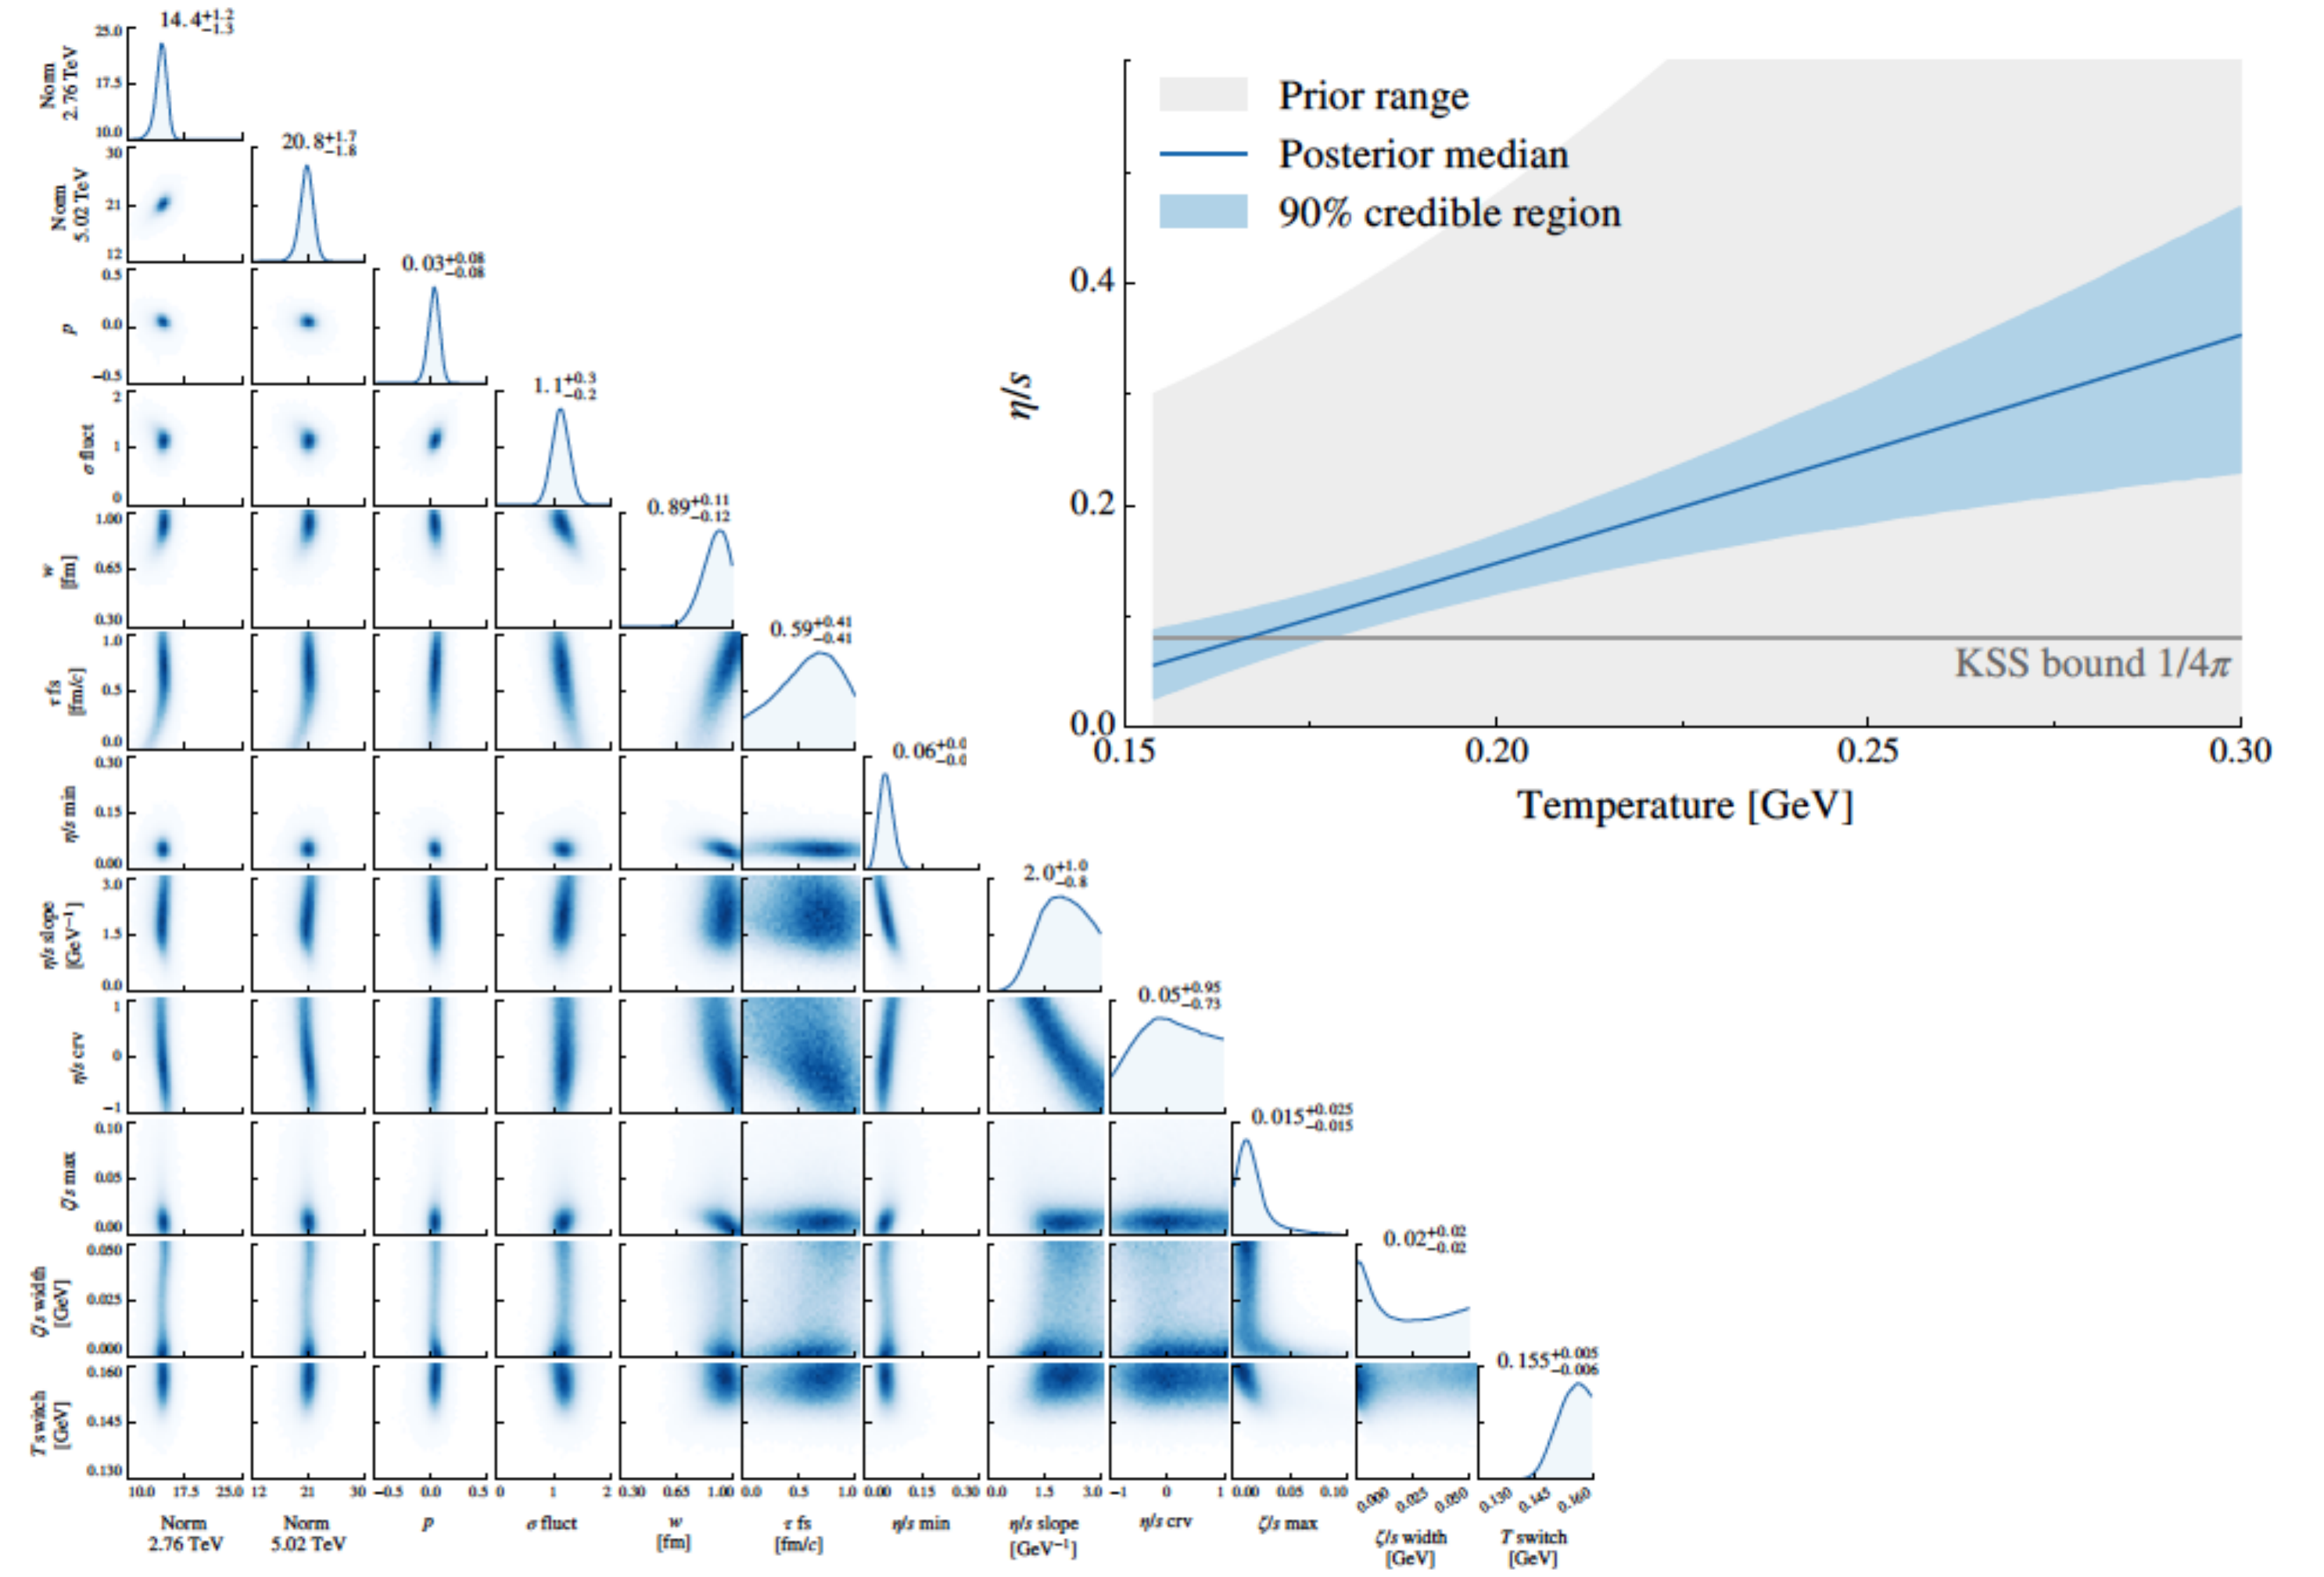 14.4 +1.2 −1.3
Norm
2.76 TeV
25.0
17.5
10.0
20.8 +1.7 −1.8
Norm
5.02 TeV
30
21
12
0.03 +0.08 −0.08
p
0.5
0.0
−0.5
1.1 +0.3 −0.2
σ fluct
2
1
0
0.89 +0.11 −0.12
w
[fm]
1.00
0.65
0.30
0.59 +0.41 −0.41
τ fs
[fm/c]
1.0
0.5
0.0
0.06 +0.0 −0.0
η/s min
0.30
0.15
0.00
2.0 +1.0 −0.8
η/s slope
[GeV⁻¹]
3.0
1.5
0.0
0.05 +0.95 −0.73
η/s crv
1
0
−1
0.015 +0.025 −0.015
ζ/s max
0.10
0.05
0.00
0.02 +0.02 −0.02
ζ/s width
[GeV]
0.050
0.025
0.000
0.155 +0.005 −0.006
T switch
[GeV]
0.160
0.145
0.130
10.0 17.5 25.0 12 21 30 −0.5 0.0 0.5 0 1 2 0.30 0.65 1.00 0.0 0.5 1.0 0.00 0.15 0.30 0.0 1.5 3.0 −1 0 1 0.00 0.05 0.10 0.000 0.025 0.050 0.130 0.145 0.160
Norm
2.76 TeV
Norm
5.02 TeV
p
σ fluct
w
[fm]
τ fs
[fm/c]
η/s min
η/s slope
[GeV⁻¹]
η/s crv
ζ/s max
ζ/s width
[GeV]
T switch
[GeV]
Prior range
Posterior median
90% credible region
η/s
0.4
0.2
0.0
KSS bound 1/4π
0.15 0.20 0.25 0.30
Temperature [GeV]